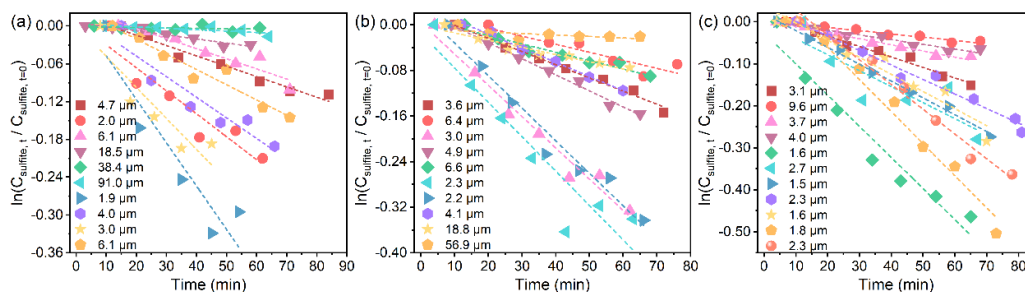 (a)
ln(C sulfite, t / C sulfite, t=0)
0.00
-0.06
-0.12
-0.18
-0.24
-0.30
-0.36
4.7 μm
2.0 μm
6.1 μm
18.5 μm
38.4 μm
91.0 μm
1.9 μm
4.0 μm
3.0 μm
6.1 μm
0 10 20 30 40 50 60 70 80 90
Time (min)
(b)
ln(C sulfite, t / C sulfite, t=0)
0.00
-0.08
-0.16
-0.24
-0.32
-0.40
3.6 μm
6.4 μm
3.0 μm
4.9 μm
6.6 μm
2.3 μm
2.2 μm
4.1 μm
18.8 μm
56.9 μm
0 10 20 30 40 50 60 70 80
Time (min)
(c)
ln(C sulfite, t / C sulfite, t=0)
0.00
-0.10
-0.20
-0.30
-0.40
-0.50
3.1 μm
9.6 μm
3.7 μm
4.0 μm
1.6 μm
2.7 μm
1.5 μm
2.3 μm
1.6 μm
1.8 μm
2.3 μm
0 10 20 30 40 50 60 70 80
Time (min)